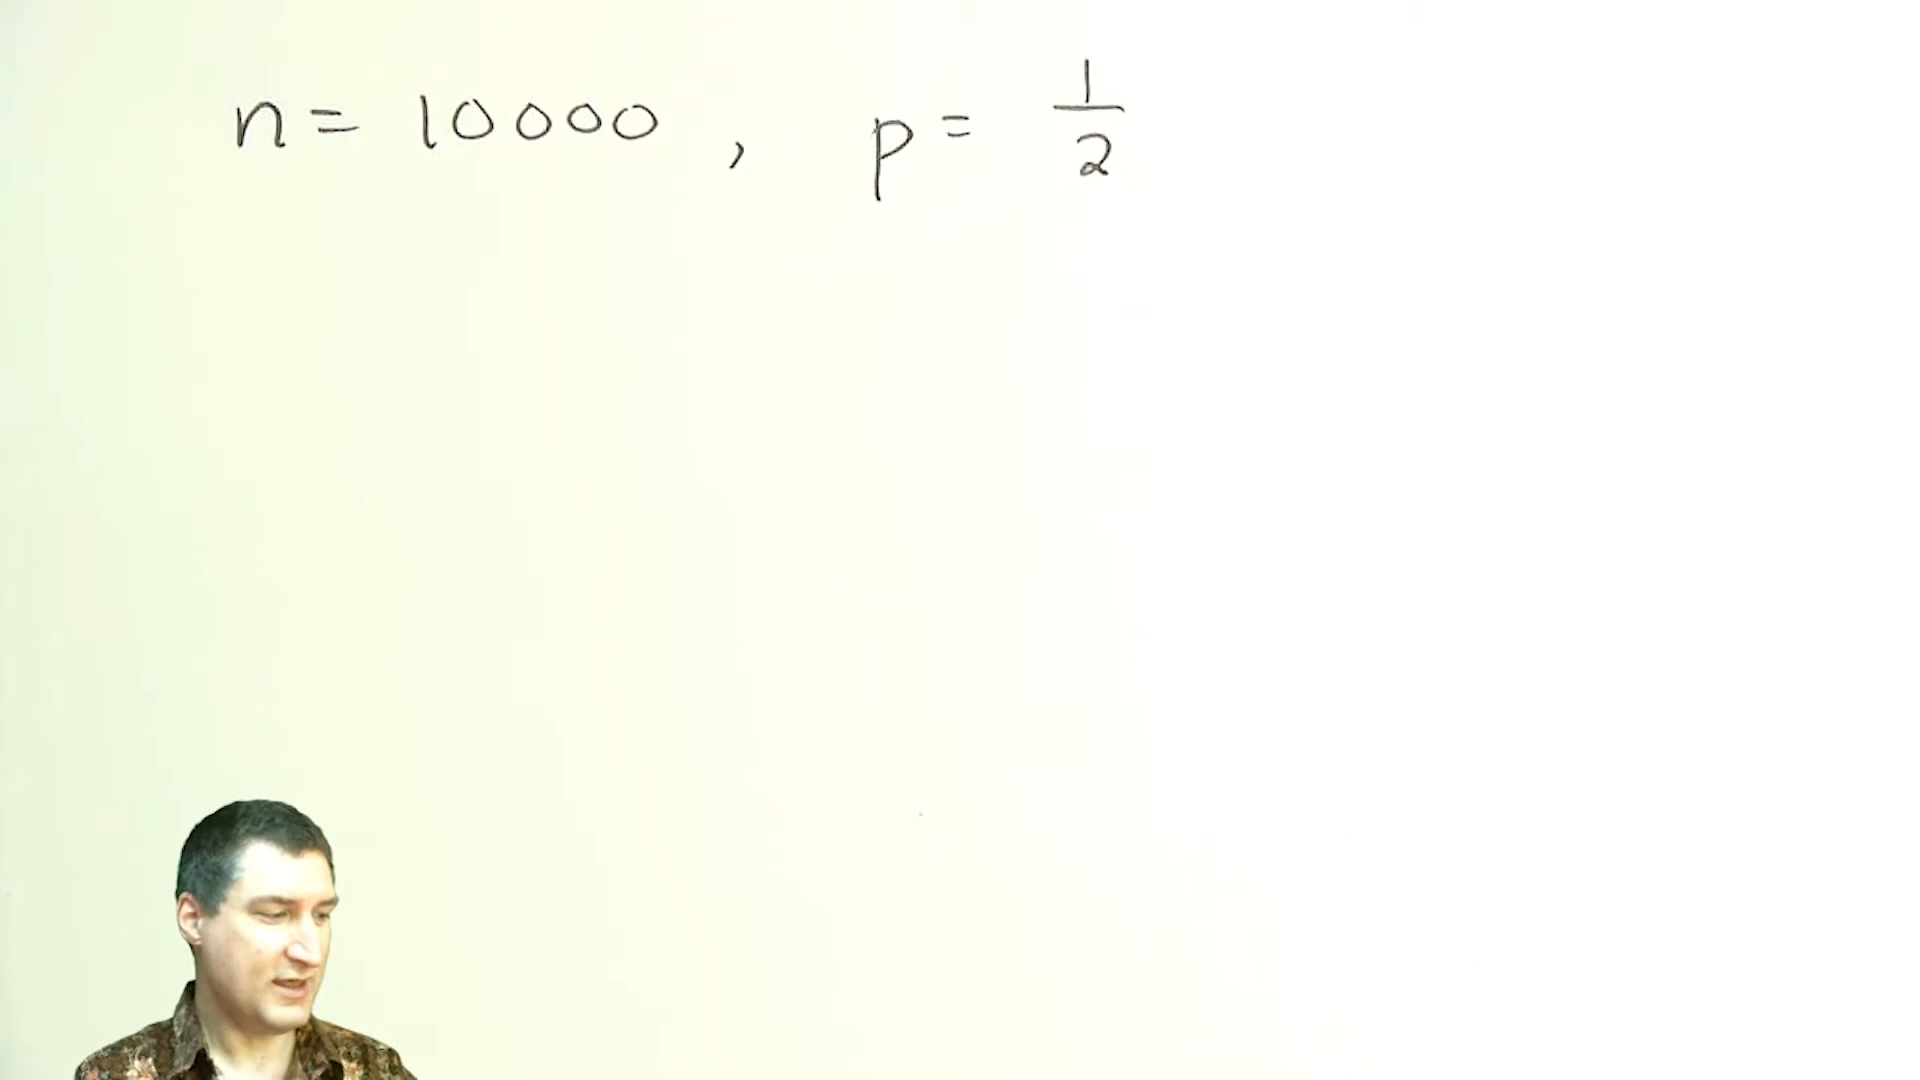 n = 10000 , p = 1/2